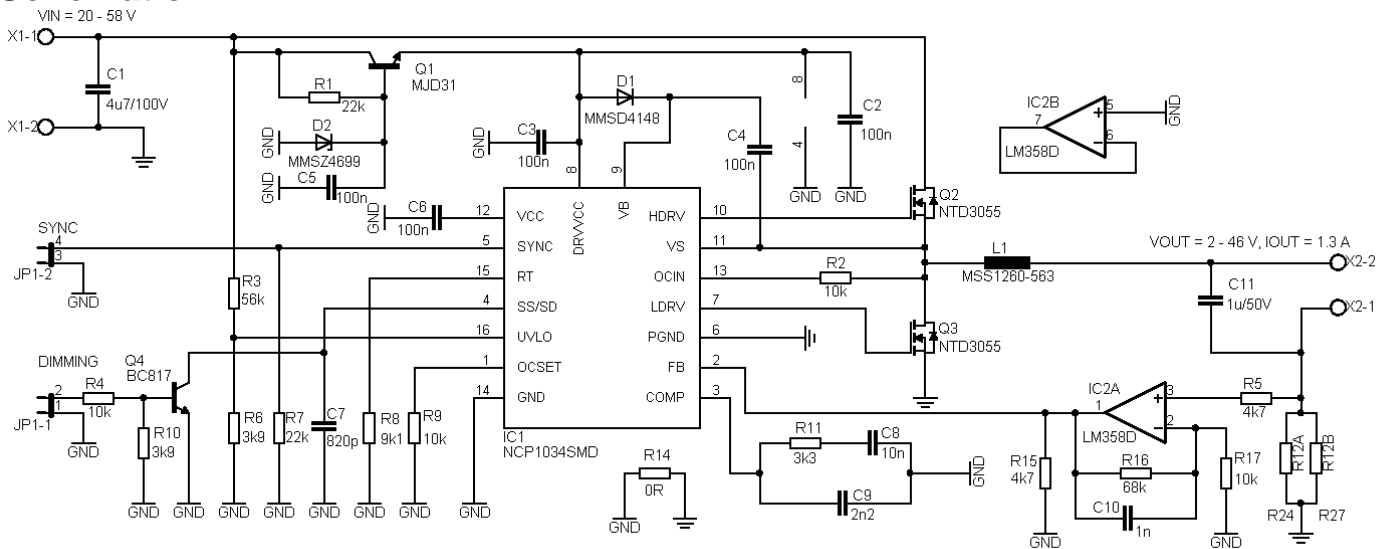 VIN = 20 - 58 V
X1-1
C1
4u7/100V
X1-2
R1
22k
Q1
MJD31
D2
MMSZ4699
GND
C5
100n
GND
C3
100n
GND
D1
MMSD4148
C4
100n
8
4
GND
C2
100n
GND
IC2B
LM358D
7
5
6
GND
C6
100n
GND
8
9
DRVVCC
VB
12
VCC
5
SYNC
15
RT
4
SS/SD
16
UVLO
1
OCSET
14
GND
HDRV
10
VS
11
OCIN
13
LDRV
7
PGND
6
FB
2
COMP
3
IC1
NCP1034SMD
Q2
NTD3055
R2
10k
L1
MSS1260-563
Q3
NTD3055
VOUT = 2 - 46 V, IOUT = 1.3 A
X2-2
C11
1u/50V
X2-1
SYNC
4
3
JP1-2
GND
R3
56k
DIMMING
2
1
JP1-1
GND
R4
10k
Q4
BC817
R10
3k9
R6
3k9
R7
22k
C7
820p
R8
9k1
R9
10k
GND
GND
GND
GND
GND
GND
GND
GND
R14
0R
GND
R11
3k3
C8
10n
C9
2n2
GND
IC2A
LM358D
1
3
2
R5
4k7
R15
4k7
R16
68k
C10
1n
R17
10k
R12A
R12B
R24
R27
GND
GND